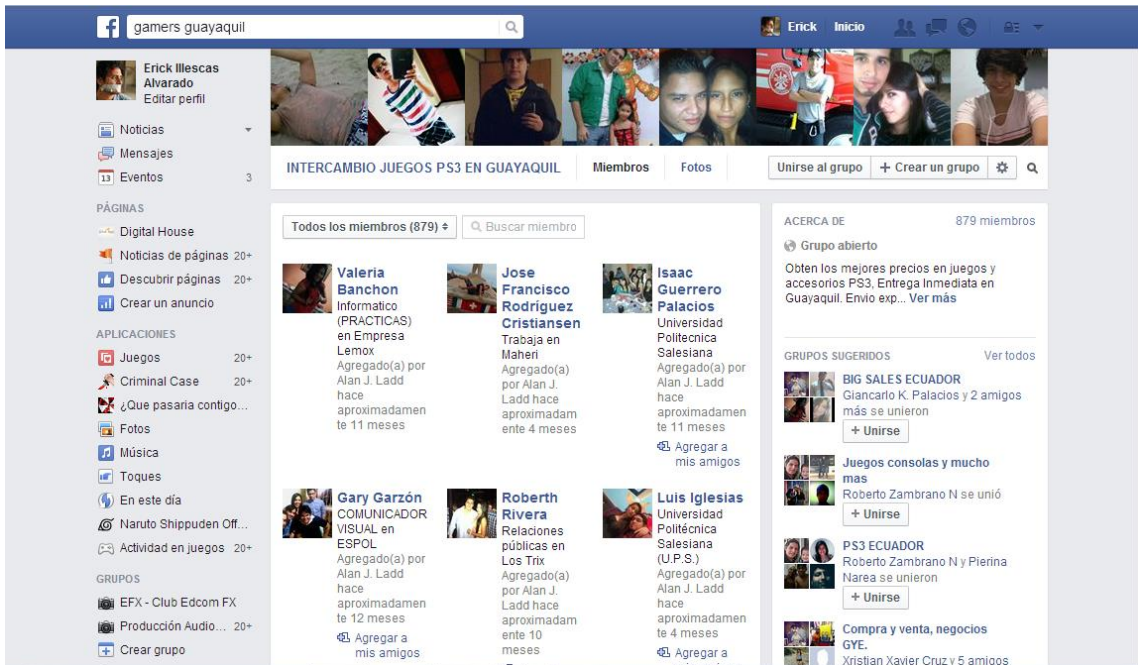 gamers guayaquil
Erick Inicio
Erick Illescas
Alvarado
Editar perfil
Noticias
Mensajes
Eventos 3
PÁGINAS
Digital House
Noticias de páginas 20+
Descubrir páginas 20+
Crear un anuncio
APLICACIONES
Juegos 20+
Criminal Case 20+
¿Que pasaria contigo...
Fotos
Música
Toques
En este día
Naruto Shippuden Off...
Actividad en juegos 20+
GRUPOS
EFX - Club Edcom FX
Producción Audio... 20+
Crear grupo
INTERCAMBIO JUEGOS PS3 EN GUAYAQUIL Miembros Fotos Unirse al grupo + Crear un grupo
Todos los miembros (879) Buscar miembro
Valeria
Banchon
Informatico
(PRACTICAS)
en Empresa
Lemox
Agregado(a) por
Alan J. Ladd
hace
aproximadamen
te 11 meses
Jose
Francisco
Rodríguez
Cristiansen
Trabaja en
Maheri
Agregado(a)
por Alan J.
Ladd hace
aproximadam
ente 4 meses
Isaac
Guerrero
Palacios
Universidad
Politecnica
Salesiana
Agregado(a) por
Alan J. Ladd
hace
aproximadamen
te 11 meses
Agregar a
mis amigos
Gary Garzón
COMUNICADOR
VISUAL en
ESPOL
Agregado(a) por
Alan J. Ladd
hace
aproximadamen
te 12 meses
Agregar a
mis amigos
Roberth
Rivera
Relaciones
públicas en
Los Trix
Agregado(a)
por Alan J.
Ladd hace
aproximadam
ente 10
meses
Luis Iglesias
Universidad
Politécnica
Salesiana
(U.P.S.)
Agregado(a) por
Alan J. Ladd
hace
aproximadamen
te 4 meses
Agregar a
ACERCA DE 879 miembros
Grupo abierto
Obten los mejores precios en juegos y
accesorios PS3, Entrega Inmediata en
Guayaquil. Envio exp... Ver más
GRUPOS SUGERIDOS Ver todos
BIG SALES ECUADOR
Giancarlo K. Palacios y 2 amigos
más se unieron
+ Unirse
Juegos consolas y mucho
mas
Roberto Zambrano N se unió
+ Unirse
PS3 ECUADOR
Roberto Zambrano N y Pierina
Narea se unieron
+ Unirse
Compra y venta, negocios
GYE.
Xristian Xavier Cruz y 5 amigos